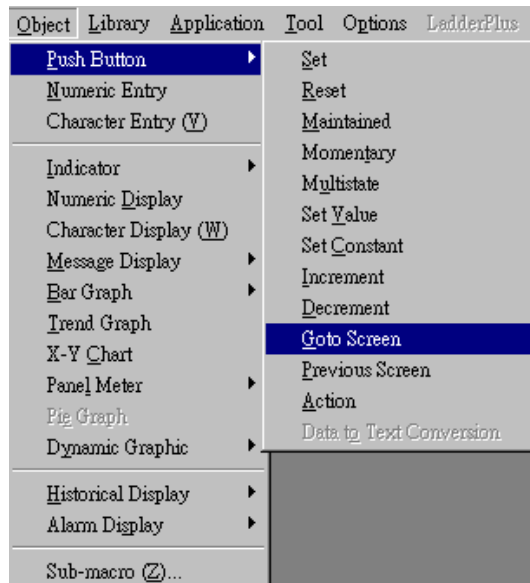 Object Library Application Tool Options LadderPlus
Push Button
Numeric Entry
Character Entry (V)
Indicator
Numeric Display
Character Display (W)
Message Display
Bar Graph
Trend Graph
X-Y Chart
Panel Meter
Pie Graph
Dynamic Graphic
Historical Display
Alarm Display
Sub-macro (Z)...
Set
Reset
Maintained
Momentary
Multistate
Set Value
Set Constant
Increment
Decrement
Goto Screen
Previous Screen
Action
Data to Text Conversion